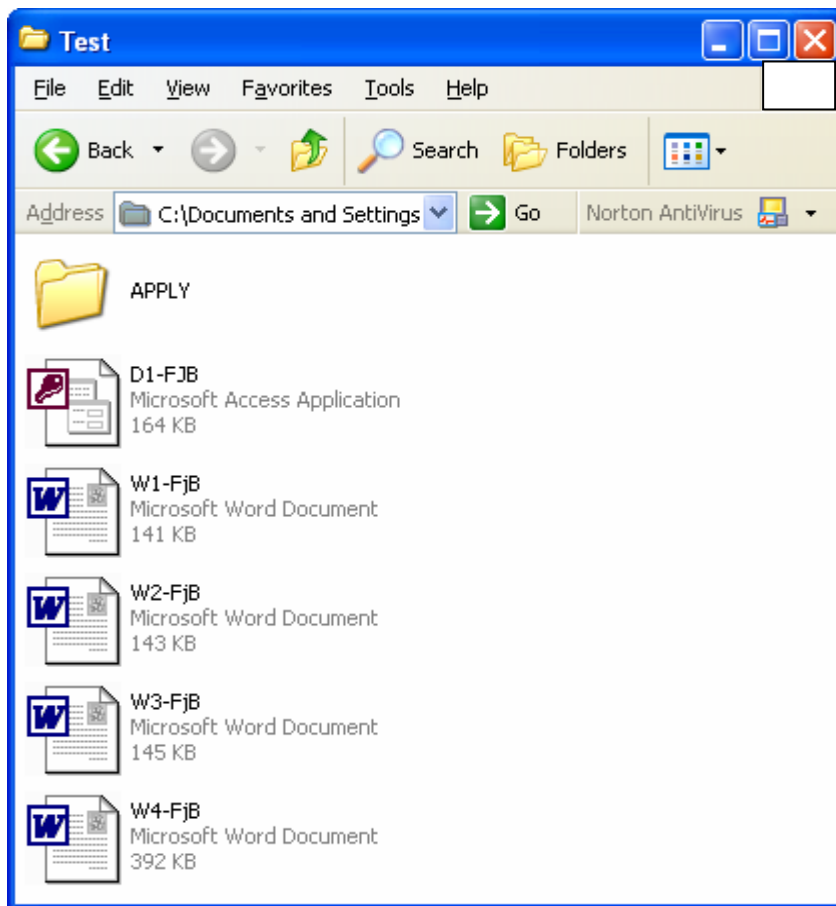 Test
File Edit View Favorites Tools Help
Back Search Folders
Address C:\Documents and Settings Go Norton AntiVirus
APPLY
D1-FJB
Microsoft Access Application
164 KB
W1-FjB
Microsoft Word Document
141 KB
W2-FjB
Microsoft Word Document
143 KB
W3-FjB
Microsoft Word Document
145 KB
W4-FjB
Microsoft Word Document
392 KB